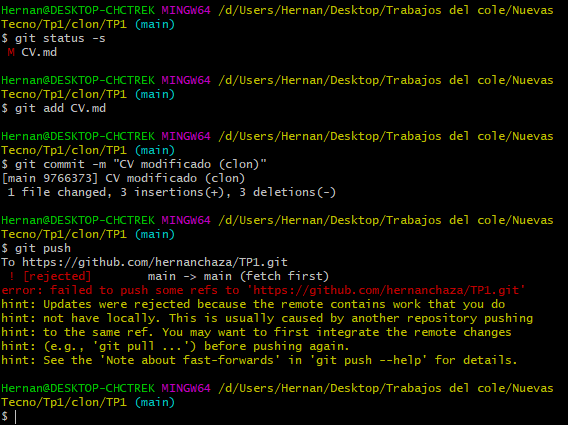 Hernan@DESKTOP-CHCTREK MINGW64 /d/Users/Hernan/Desktop/Trabajos del cole/Nuevas
Tecno/Tp1/clon/TP1 (main)
$ git status -s
 M CV.md
Hernan@DESKTOP-CHCTREK MINGW64 /d/Users/Hernan/Desktop/Trabajos del cole/Nuevas
Tecno/Tp1/clon/TP1 (main)
$ git add CV.md
Hernan@DESKTOP-CHCTREK MINGW64 /d/Users/Hernan/Desktop/Trabajos del cole/Nuevas
Tecno/Tp1/clon/TP1 (main)
$ git commit -m "CV modificado (clon)"
[main 9766373] CV modificado (clon)
 1 file changed, 3 insertions(+), 3 deletions(-)
Hernan@DESKTOP-CHCTREK MINGW64 /d/Users/Hernan/Desktop/Trabajos del cole/Nuevas
Tecno/Tp1/clon/TP1 (main)
$ git push
To https://github.com/hernanchaza/TP1.git
 ! [rejected]        main -> main (fetch first)
error: failed to push some refs to 'https://github.com/hernanchaza/TP1.git'
hint: Updates were rejected because the remote contains work that you do
hint: not have locally. This is usually caused by another repository pushing
hint: to the same ref. You may want to first integrate the remote changes
hint: (e.g., 'git pull ...') before pushing again.
hint: See the 'Note about fast-forwards' in 'git push --help' for details.
Hernan@DESKTOP-CHCTREK MINGW64 /d/Users/Hernan/Desktop/Trabajos del cole/Nuevas
Tecno/Tp1/clon/TP1 (main)
$